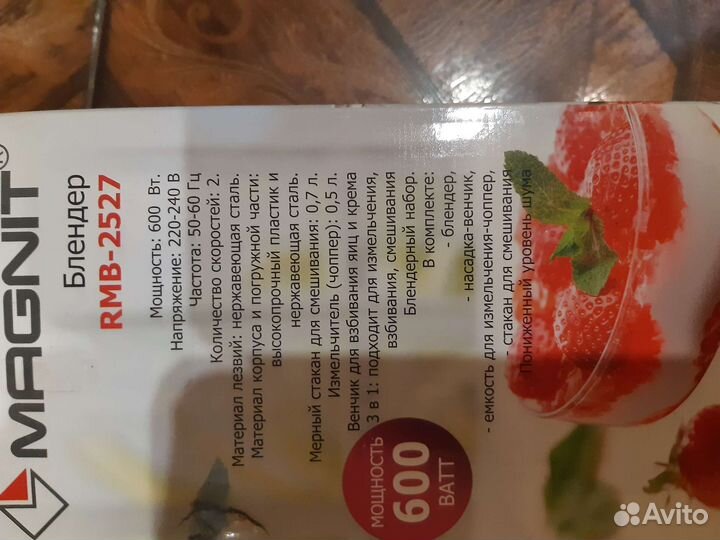 MAGNIT®
Блендер
RMB-2527
Мощность: 600 Вт.
Напряжение: 220-240 В
Частота: 50-60 Гц
Количество скоростей: 2.
Материал лезвий: нержавеющая сталь.
Материал корпуса и погружной части:
высокопрочный пластик и
нержавеющая сталь.
Мерный стакан для смешивания: 0,7 л.
Измельчитель (чоппер): 0,5 л.
Венчик для взбивания яиц и крема
3 в 1: подходит для измельчения,
взбивания, смешивания
Блендерный набор.
В комплекте:
- блендер,
- насадка-венчик,
- емкость для измельчения-чоппер,
- стакан для смешивания
Пониженный уровень шума
МОЩНОСТЬ
600
ВАТТ
Avito